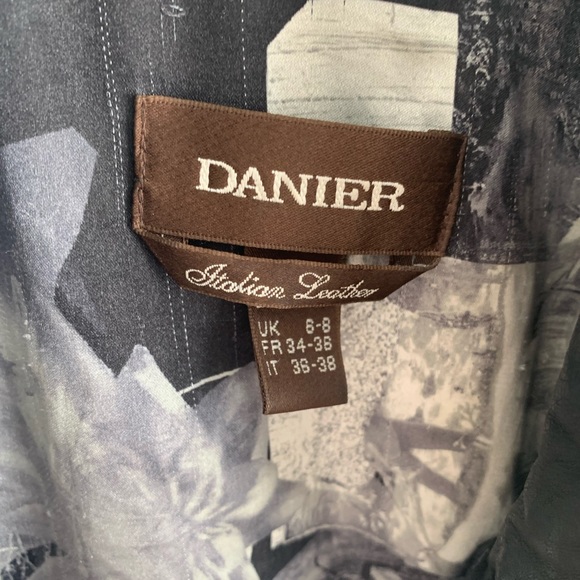 DANIER
Italian Leather
UK 6-8
FR 34-36
IT 36-38